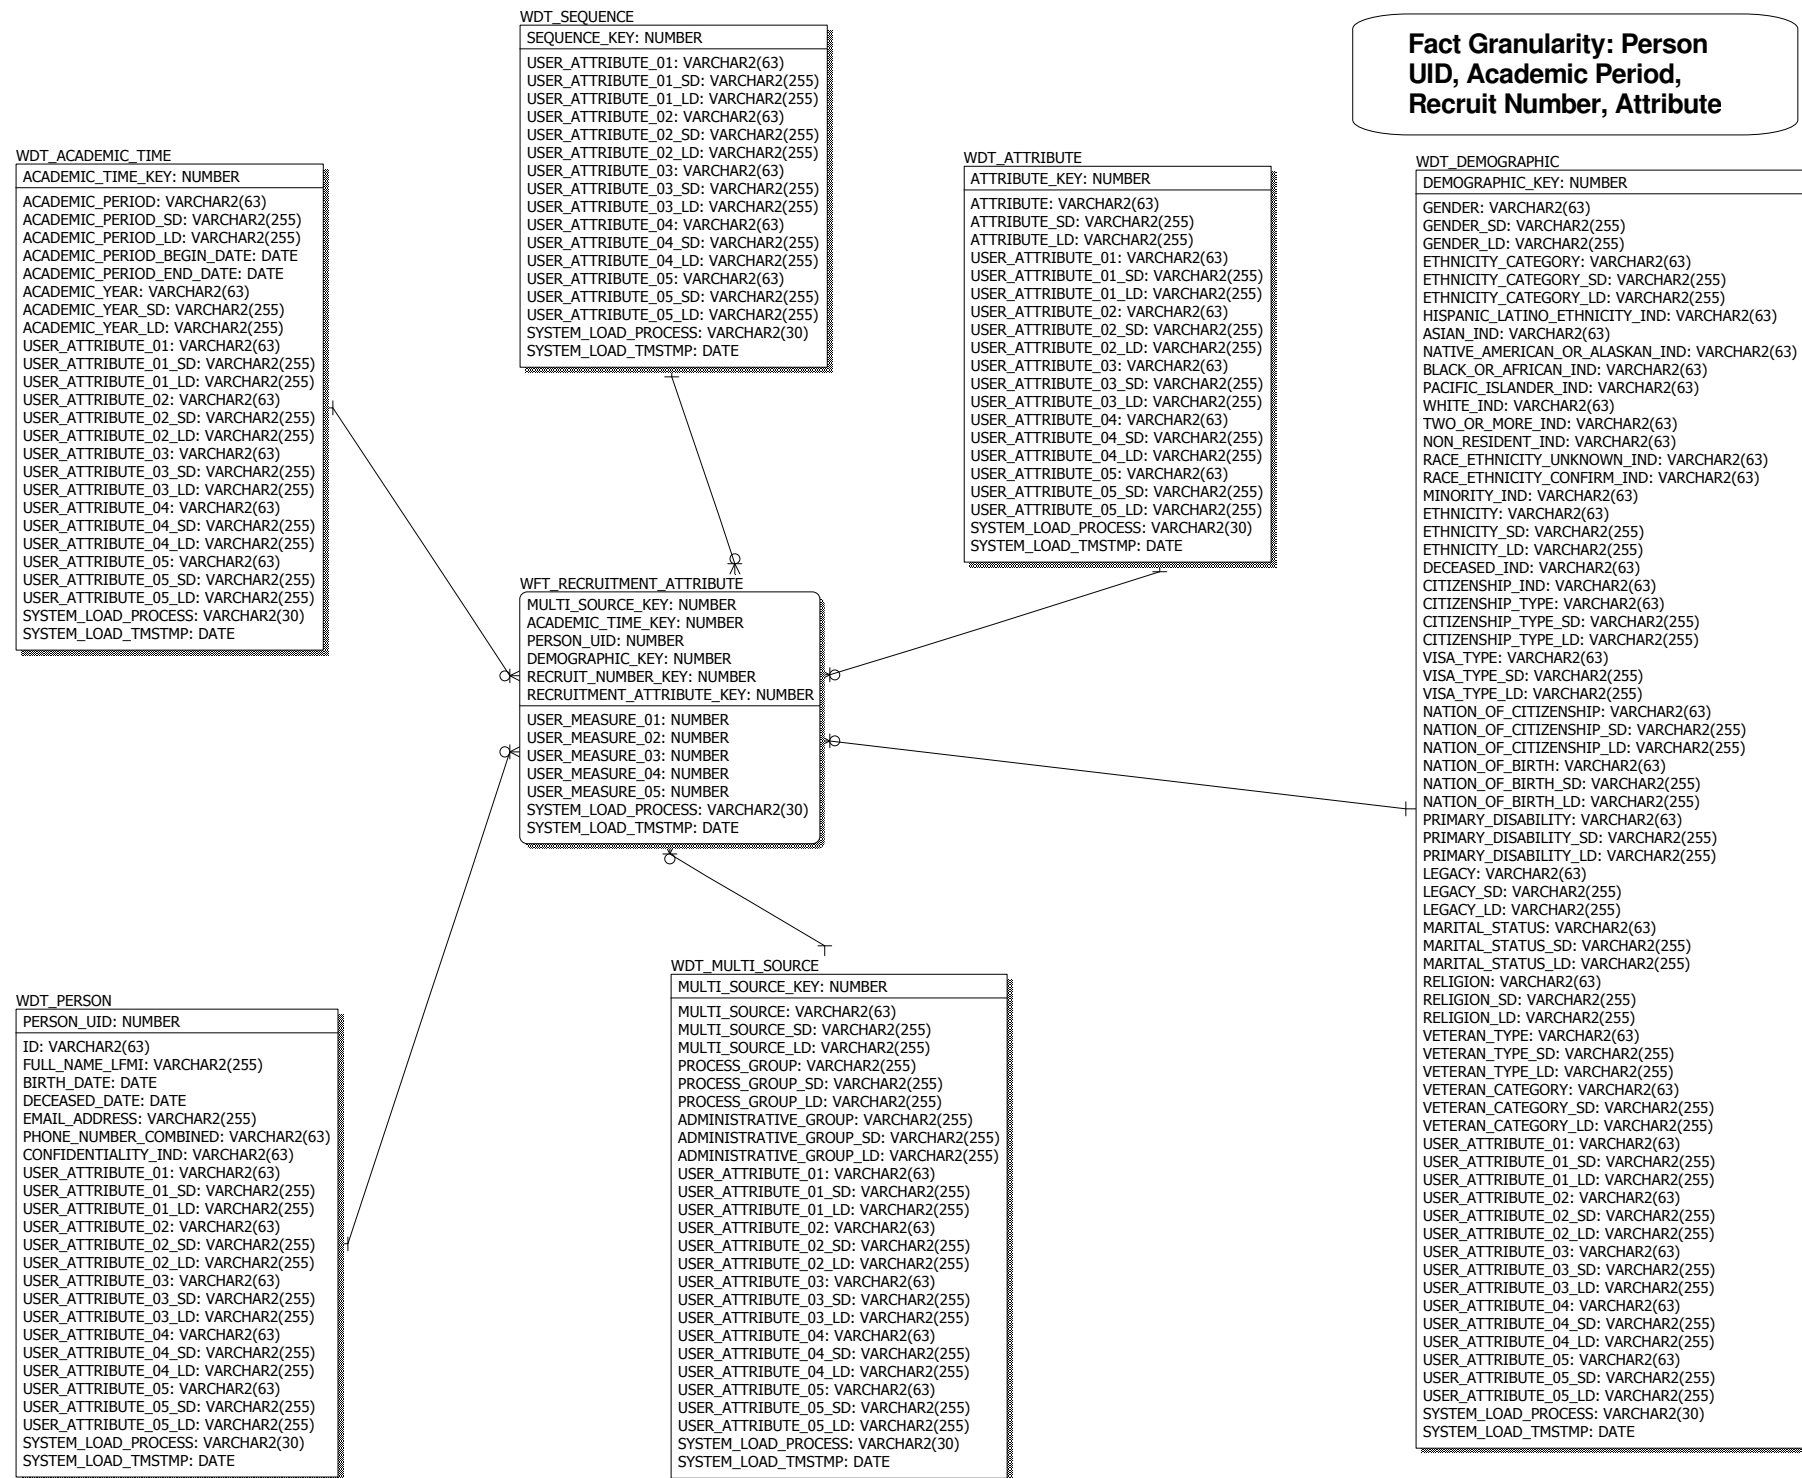 WDT_SEQUENCE
SEQUENCE_KEY: NUMBER
USER_ATTRIBUTE_01: VARCHAR2(63)
USER_ATTRIBUTE_01_SD: VARCHAR2(255)
USER_ATTRIBUTE_01_LD: VARCHAR2(255)
USER_ATTRIBUTE_02: VARCHAR2(63)
USER_ATTRIBUTE_02_SD: VARCHAR2(255)
USER_ATTRIBUTE_02_LD: VARCHAR2(255)
USER_ATTRIBUTE_03: VARCHAR2(63)
USER_ATTRIBUTE_03_SD: VARCHAR2(255)
USER_ATTRIBUTE_03_LD: VARCHAR2(255)
USER_ATTRIBUTE_04: VARCHAR2(63)
USER_ATTRIBUTE_04_SD: VARCHAR2(255)
USER_ATTRIBUTE_04_LD: VARCHAR2(255)
USER_ATTRIBUTE_05: VARCHAR2(63)
USER_ATTRIBUTE_05_SD: VARCHAR2(255)
USER_ATTRIBUTE_05_LD: VARCHAR2(255)
SYSTEM_LOAD_PROCESS: VARCHAR2(30)
SYSTEM_LOAD_TMSTMP: DATE
Fact Granularity: Person
UID, Academic Period,
Recruit Number, Attribute
WDT_ACADEMIC_TIME
ACADEMIC_TIME_KEY: NUMBER
ACADEMIC_PERIOD: VARCHAR2(63)
ACADEMIC_PERIOD_SD: VARCHAR2(255)
ACADEMIC_PERIOD_LD: VARCHAR2(255)
ACADEMIC_PERIOD_BEGIN_DATE: DATE
ACADEMIC_PERIOD_END_DATE: DATE
ACADEMIC_YEAR: VARCHAR2(63)
ACADEMIC_YEAR_SD: VARCHAR2(255)
ACADEMIC_YEAR_LD: VARCHAR2(255)
USER_ATTRIBUTE_01: VARCHAR2(63)
USER_ATTRIBUTE_01_SD: VARCHAR2(255)
USER_ATTRIBUTE_01_LD: VARCHAR2(255)
USER_ATTRIBUTE_02: VARCHAR2(63)
USER_ATTRIBUTE_02_SD: VARCHAR2(255)
USER_ATTRIBUTE_02_LD: VARCHAR2(255)
USER_ATTRIBUTE_03: VARCHAR2(63)
USER_ATTRIBUTE_03_SD: VARCHAR2(255)
USER_ATTRIBUTE_03_LD: VARCHAR2(255)
USER_ATTRIBUTE_04: VARCHAR2(63)
USER_ATTRIBUTE_04_SD: VARCHAR2(255)
USER_ATTRIBUTE_04_LD: VARCHAR2(255)
USER_ATTRIBUTE_05: VARCHAR2(63)
USER_ATTRIBUTE_05_SD: VARCHAR2(255)
USER_ATTRIBUTE_05_LD: VARCHAR2(255)
SYSTEM_LOAD_PROCESS: VARCHAR2(30)
SYSTEM_LOAD_TMSTMP: DATE
WDT_ATTRIBUTE
ATTRIBUTE_KEY: NUMBER
ATTRIBUTE: VARCHAR2(63)
ATTRIBUTE_SD: VARCHAR2(255)
ATTRIBUTE_LD: VARCHAR2(255)
USER_ATTRIBUTE_01: VARCHAR2(63)
USER_ATTRIBUTE_01_SD: VARCHAR2(255)
USER_ATTRIBUTE_01_LD: VARCHAR2(255)
USER_ATTRIBUTE_02: VARCHAR2(63)
USER_ATTRIBUTE_02_SD: VARCHAR2(255)
USER_ATTRIBUTE_02_LD: VARCHAR2(255)
USER_ATTRIBUTE_03: VARCHAR2(63)
USER_ATTRIBUTE_03_SD: VARCHAR2(255)
USER_ATTRIBUTE_03_LD: VARCHAR2(255)
USER_ATTRIBUTE_04: VARCHAR2(63)
USER_ATTRIBUTE_04_SD: VARCHAR2(255)
USER_ATTRIBUTE_04_LD: VARCHAR2(255)
USER_ATTRIBUTE_05: VARCHAR2(63)
USER_ATTRIBUTE_05_SD: VARCHAR2(255)
USER_ATTRIBUTE_05_LD: VARCHAR2(255)
SYSTEM_LOAD_PROCESS: VARCHAR2(30)
SYSTEM_LOAD_TMSTMP: DATE
WDT_DEMOGRAPHIC
DEMOGRAPHIC_KEY: NUMBER
GENDER: VARCHAR2(63)
GENDER_SD: VARCHAR2(255)
GENDER_LD: VARCHAR2(255)
ETHNICITY_CATEGORY: VARCHAR2(63)
ETHNICITY_CATEGORY_SD: VARCHAR2(255)
ETHNICITY_CATEGORY_LD: VARCHAR2(255)
HISPANIC_LATINO_ETHNICITY_IND: VARCHAR2(63)
ASIAN_IND: VARCHAR2(63)
NATIVE_AMERICAN_OR_ALASKAN_IND: VARCHAR2(63)
BLACK_OR_AFRICAN_IND: VARCHAR2(63)
PACIFIC_ISLANDER_IND: VARCHAR2(63)
WHITE_IND: VARCHAR2(63)
TWO_OR_MORE_IND: VARCHAR2(63)
NON_RESIDENT_IND: VARCHAR2(63)
RACE_ETHNICITY_UNKNOWN_IND: VARCHAR2(63)
RACE_ETHNICITY_CONFIRM_IND: VARCHAR2(63)
MINORITY_IND: VARCHAR2(63)
ETHNICITY: VARCHAR2(63)
ETHNICITY_SD: VARCHAR2(255)
ETHNICITY_LD: VARCHAR2(255)
DECEASED_IND: VARCHAR2(63)
CITIZENSHIP_IND: VARCHAR2(63)
CITIZENSHIP_TYPE: VARCHAR2(63)
CITIZENSHIP_TYPE_SD: VARCHAR2(255)
CITIZENSHIP_TYPE_LD: VARCHAR2(255)
VISA_TYPE: VARCHAR2(63)
VISA_TYPE_SD: VARCHAR2(255)
VISA_TYPE_LD: VARCHAR2(255)
NATION_OF_CITIZENSHIP: VARCHAR2(63)
NATION_OF_CITIZENSHIP_SD: VARCHAR2(255)
NATION_OF_CITIZENSHIP_LD: VARCHAR2(255)
NATION_OF_BIRTH: VARCHAR2(63)
NATION_OF_BIRTH_SD: VARCHAR2(255)
NATION_OF_BIRTH_LD: VARCHAR2(255)
PRIMARY_DISABILITY: VARCHAR2(63)
PRIMARY_DISABILITY_SD: VARCHAR2(255)
PRIMARY_DISABILITY_LD: VARCHAR2(255)
LEGACY: VARCHAR2(63)
LEGACY_SD: VARCHAR2(255)
LEGACY_LD: VARCHAR2(255)
MARITAL_STATUS: VARCHAR2(63)
MARITAL_STATUS_SD: VARCHAR2(255)
MARITAL_STATUS_LD: VARCHAR2(255)
RELIGION: VARCHAR2(63)
RELIGION_SD: VARCHAR2(255)
RELIGION_LD: VARCHAR2(255)
VETERAN_TYPE: VARCHAR2(63)
VETERAN_TYPE_SD: VARCHAR2(255)
VETERAN_TYPE_LD: VARCHAR2(255)
VETERAN_CATEGORY: VARCHAR2(63)
VETERAN_CATEGORY_SD: VARCHAR2(255)
VETERAN_CATEGORY_LD: VARCHAR2(255)
USER_ATTRIBUTE_01: VARCHAR2(63)
USER_ATTRIBUTE_01_SD: VARCHAR2(255)
USER_ATTRIBUTE_01_LD: VARCHAR2(255)
USER_ATTRIBUTE_02: VARCHAR2(63)
USER_ATTRIBUTE_02_SD: VARCHAR2(255)
USER_ATTRIBUTE_02_LD: VARCHAR2(255)
USER_ATTRIBUTE_03: VARCHAR2(63)
USER_ATTRIBUTE_03_SD: VARCHAR2(255)
USER_ATTRIBUTE_03_LD: VARCHAR2(255)
USER_ATTRIBUTE_04: VARCHAR2(63)
USER_ATTRIBUTE_04_SD: VARCHAR2(255)
USER_ATTRIBUTE_04_LD: VARCHAR2(255)
USER_ATTRIBUTE_05: VARCHAR2(63)
USER_ATTRIBUTE_05_SD: VARCHAR2(255)
USER_ATTRIBUTE_05_LD: VARCHAR2(255)
SYSTEM_LOAD_PROCESS: VARCHAR2(30)
SYSTEM_LOAD_TMSTMP: DATE
WFT_RECRUITMENT_ATTRIBUTE
MULTI_SOURCE_KEY: NUMBER
ACADEMIC_TIME_KEY: NUMBER
PERSON_UID: NUMBER
DEMOGRAPHIC_KEY: NUMBER
RECRUIT_NUMBER_KEY: NUMBER
RECRUITMENT_ATTRIBUTE_KEY: NUMBER
USER_MEASURE_01: NUMBER
USER_MEASURE_02: NUMBER
USER_MEASURE_03: NUMBER
USER_MEASURE_04: NUMBER
USER_MEASURE_05: NUMBER
SYSTEM_LOAD_PROCESS: VARCHAR2(30)
SYSTEM_LOAD_TMSTMP: DATE
WDT_PERSON
PERSON_UID: NUMBER
ID: VARCHAR2(63)
FULL_NAME_LFMI: VARCHAR2(255)
BIRTH_DATE: DATE
DECEASED_DATE: DATE
EMAIL_ADDRESS: VARCHAR2(255)
PHONE_NUMBER_COMBINED: VARCHAR2(63)
CONFIDENTIALITY_IND: VARCHAR2(63)
USER_ATTRIBUTE_01: VARCHAR2(63)
USER_ATTRIBUTE_01_SD: VARCHAR2(255)
USER_ATTRIBUTE_01_LD: VARCHAR2(255)
USER_ATTRIBUTE_02: VARCHAR2(63)
USER_ATTRIBUTE_02_SD: VARCHAR2(255)
USER_ATTRIBUTE_02_LD: VARCHAR2(255)
USER_ATTRIBUTE_03: VARCHAR2(63)
USER_ATTRIBUTE_03_SD: VARCHAR2(255)
USER_ATTRIBUTE_03_LD: VARCHAR2(255)
USER_ATTRIBUTE_04: VARCHAR2(63)
USER_ATTRIBUTE_04_SD: VARCHAR2(255)
USER_ATTRIBUTE_04_LD: VARCHAR2(255)
USER_ATTRIBUTE_05: VARCHAR2(63)
USER_ATTRIBUTE_05_SD: VARCHAR2(255)
USER_ATTRIBUTE_05_LD: VARCHAR2(255)
SYSTEM_LOAD_PROCESS: VARCHAR2(30)
SYSTEM_LOAD_TMSTMP: DATE
WDT_MULTI_SOURCE
MULTI_SOURCE_KEY: NUMBER
MULTI_SOURCE: VARCHAR2(63)
MULTI_SOURCE_SD: VARCHAR2(255)
MULTI_SOURCE_LD: VARCHAR2(255)
PROCESS_GROUP: VARCHAR2(255)
PROCESS_GROUP_SD: VARCHAR2(255)
PROCESS_GROUP_LD: VARCHAR2(255)
ADMINISTRATIVE_GROUP: VARCHAR2(255)
ADMINISTRATIVE_GROUP_SD: VARCHAR2(255)
ADMINISTRATIVE_GROUP_LD: VARCHAR2(255)
USER_ATTRIBUTE_01: VARCHAR2(63)
USER_ATTRIBUTE_01_SD: VARCHAR2(255)
USER_ATTRIBUTE_01_LD: VARCHAR2(255)
USER_ATTRIBUTE_02: VARCHAR2(63)
USER_ATTRIBUTE_02_SD: VARCHAR2(255)
USER_ATTRIBUTE_02_LD: VARCHAR2(255)
USER_ATTRIBUTE_03: VARCHAR2(63)
USER_ATTRIBUTE_03_SD: VARCHAR2(255)
USER_ATTRIBUTE_03_LD: VARCHAR2(255)
USER_ATTRIBUTE_04: VARCHAR2(63)
USER_ATTRIBUTE_04_SD: VARCHAR2(255)
USER_ATTRIBUTE_04_LD: VARCHAR2(255)
USER_ATTRIBUTE_05: VARCHAR2(63)
USER_ATTRIBUTE_05_SD: VARCHAR2(255)
USER_ATTRIBUTE_05_LD: VARCHAR2(255)
SYSTEM_LOAD_PROCESS: VARCHAR2(30)
SYSTEM_LOAD_TMSTMP: DATE